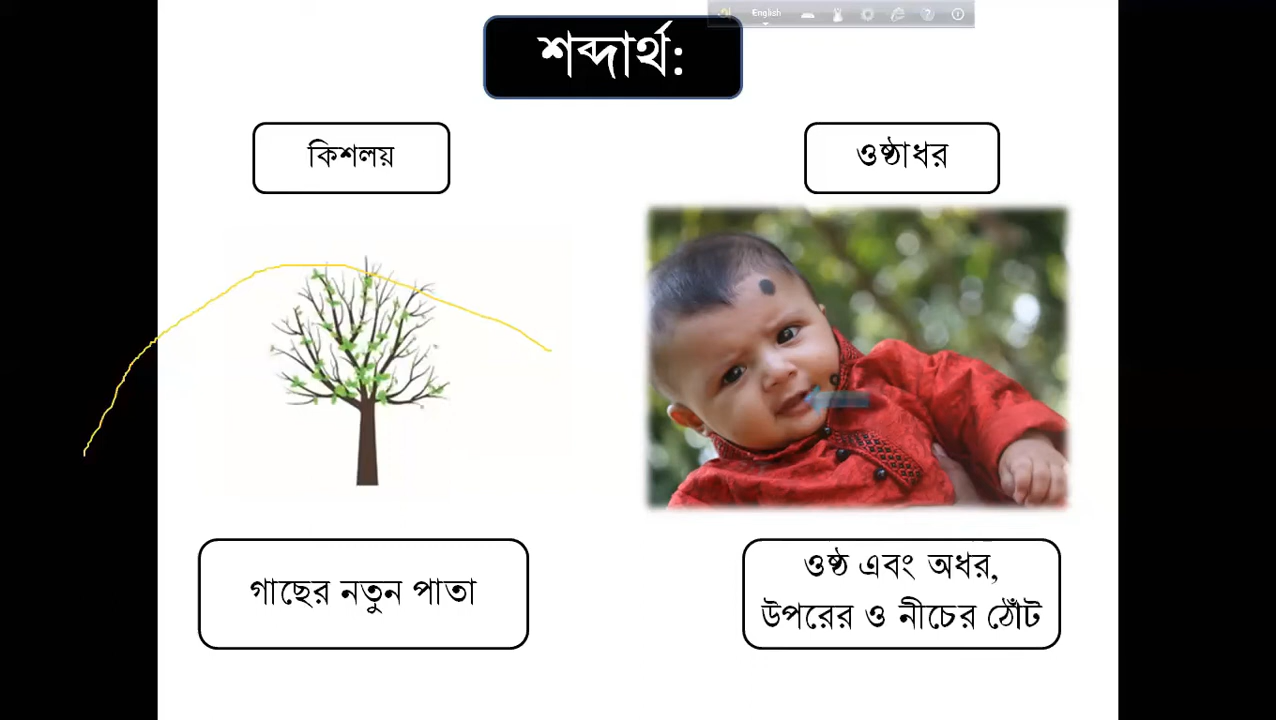 English
শব্দার্থ:
কিশলয়
ওষ্ঠাধর
গাছের নতুন পাতা
ওষ্ঠ এবং অধর,
উপরের ও নীচের ঠোঁট